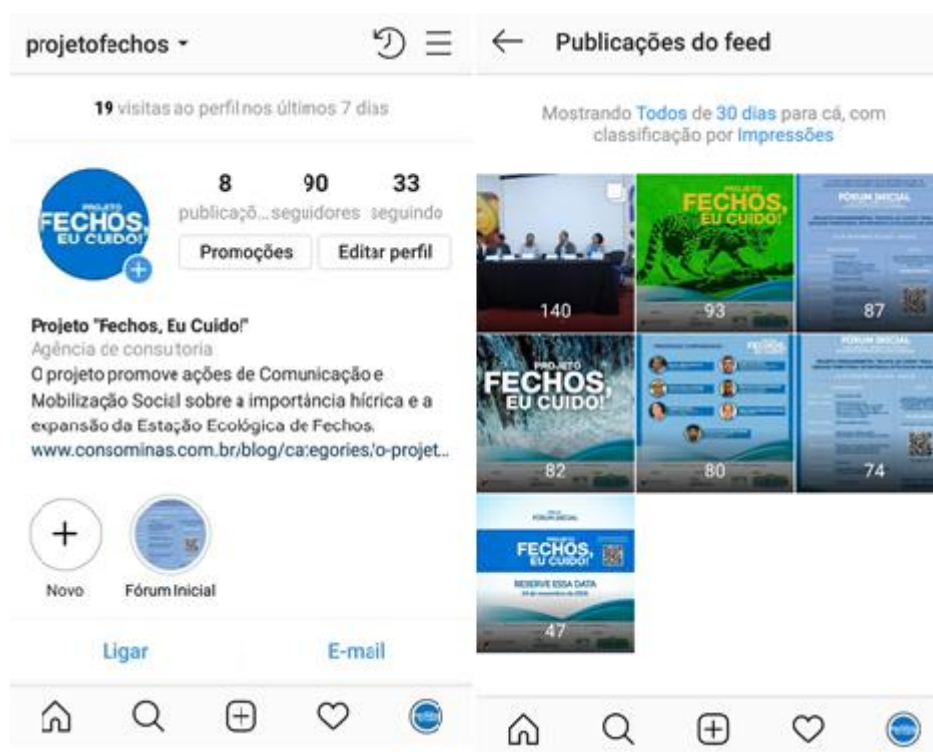 projetofechos
19 visitas ao perfil nos últimos 7 dias
PROJETO
FECHOS,
EU CUIDO!
8 90 33
publicaçõ... seguidores seguindo
Promoções Editar perfil
Projeto "Fechos, Eu Cuido!"
Agência de consultoria
O projeto promove ações de Comunicação e
Mobilização Social sobre a importância hídrica e a
expansão da Estação Ecológica de Fechos.
www.consominas.com.br/blog/categories/o-projet...
Novo Fórum Inicial
Ligar E-mail
Publicações do feed
Mostrando Todos de 30 dias para cá, com
classificação por Impressões
140
PROJETO
FECHOS,
EU CUIDO!
93
FÓRUM INICIAL
87
PROJETO
FECHOS,
EU CUIDO!
82
80
FÓRUM INICIAL
74
FÓRUM INICIAL
PROJETO
FECHOS,
EU CUIDO!
RESERVE ESSA DATA
47